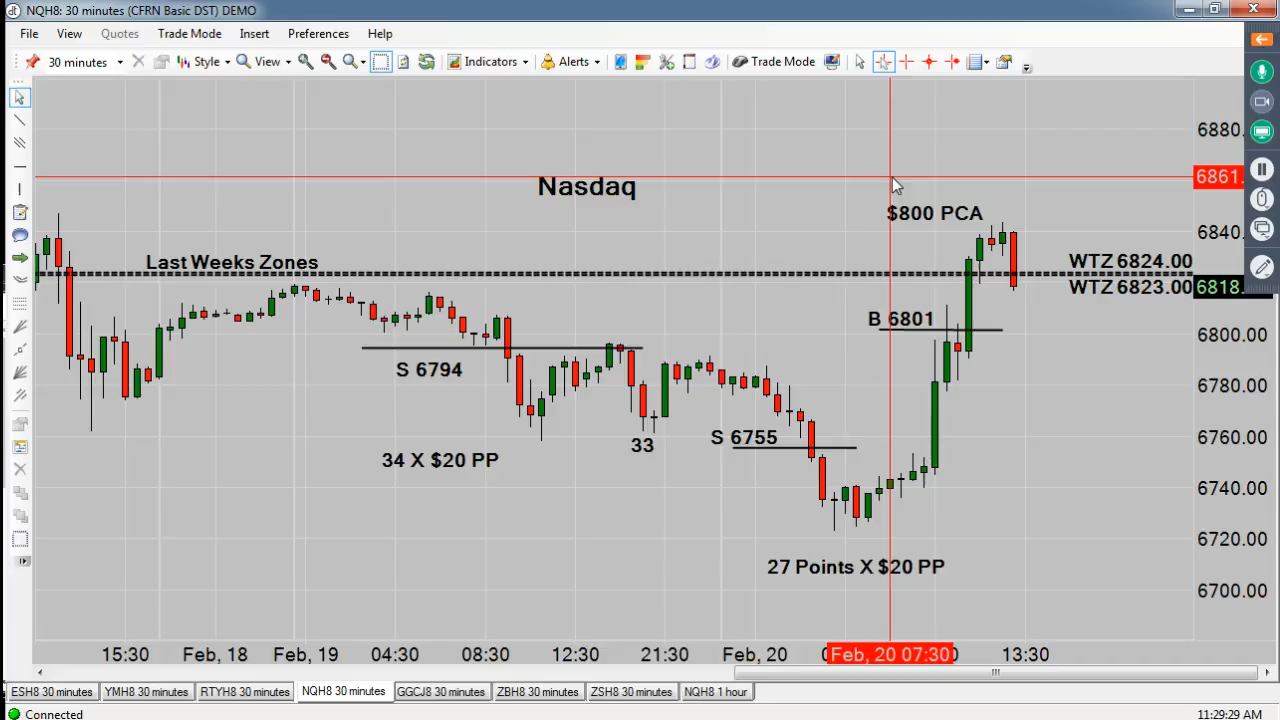 NQH8: 30 minutes (CFRN Basic DST) DEMO
File View Quotes Trade Mode Insert Preferences Help
30 minutes Style View Indicators Alerts Trade Mode
6880.
6861.
Nasdaq
$800 PCA
6840.
Last Weeks Zones
WTZ 6824.00
WTZ 6823.00
6818.
B 6801
6800.00
S 6794
6780.00
S 6755
33
6760.00
34 X $20 PP
6740.00
6720.00
27 Points X $20 PP
6700.00
15:30 Feb, 18 Feb, 19 04:30 08:30 12:30 21:30 Feb, 20 Feb, 20 07:30 13:30
ESH8 30 minutes YMH8 30 minutes RTYH8 30 minutes NQH8 30 minutes GGCJ8 30 minutes ZBH8 30 minutes ZSH8 30 minutes NQH8 1 hour
Connected 11:29:29 AM